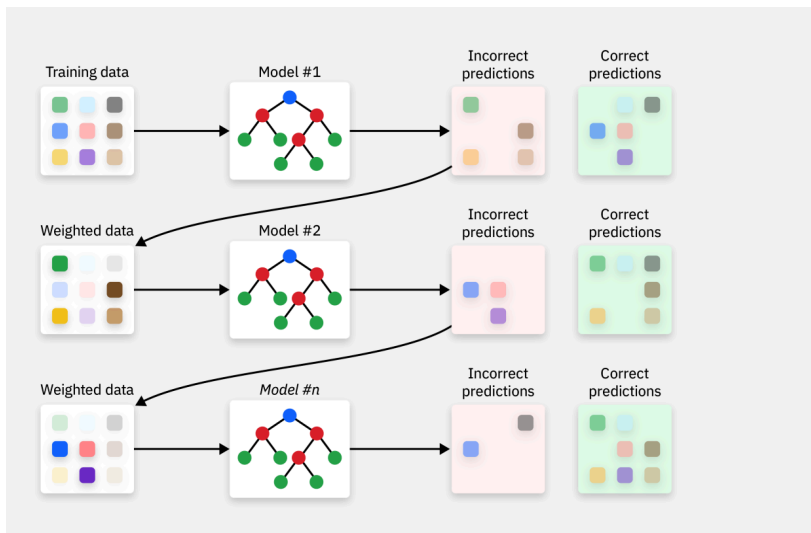 Training data
Model #1
Incorrect
predictions
Correct
predictions
Weighted data
Model #2
Incorrect
predictions
Correct
predictions
Weighted data
Model #n
Incorrect
predictions
Correct
predictions